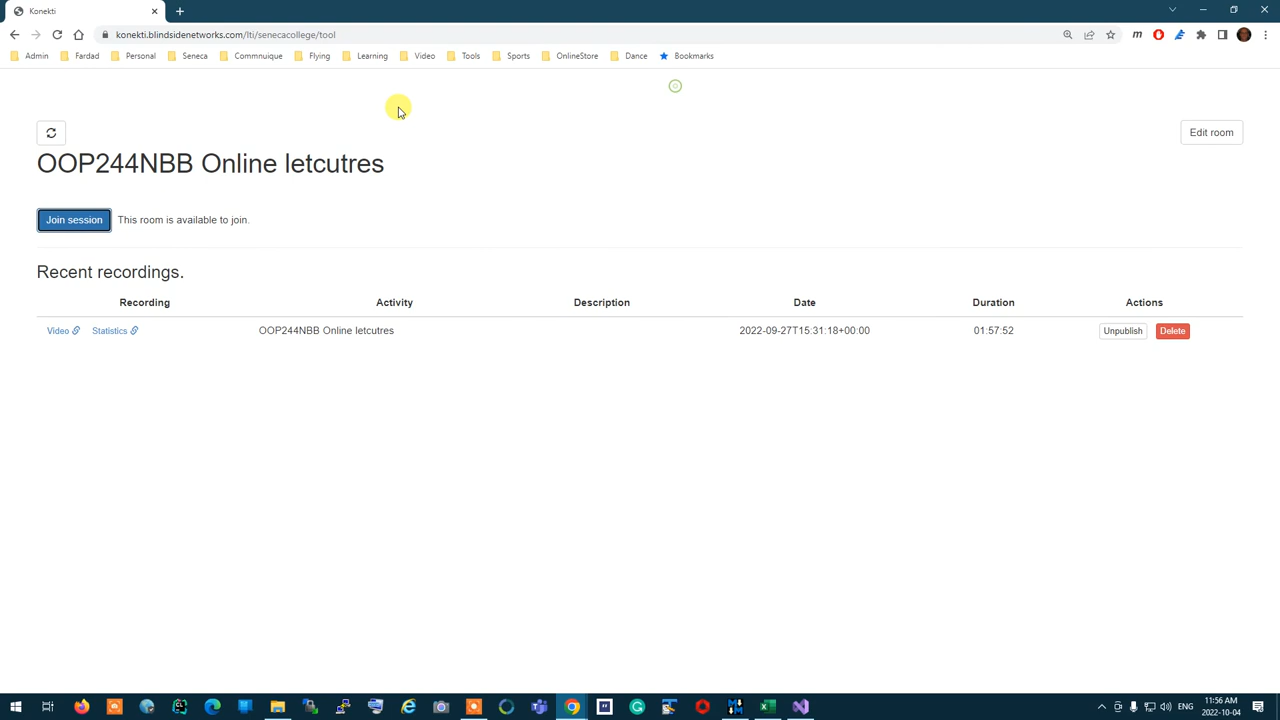 Konekti
konekti.blindsidenetworks.com/lti/senecacollege/tool
Admin Fardad Personal Seneca Commnuique Flying Learning Video Tools Sports OnlineStore Dance Bookmarks
Edit room
OOP244NBB Online letcutres
Join session This room is available to join.
Recent recordings.
Recording Activity Description Date Duration Actions
Video Statistics OOP244NBB Online letcutres 2022-09-27T15:31:18+00:00 01:57:52 Unpublish Delete
ENG
11:56 AM
2022-10-04